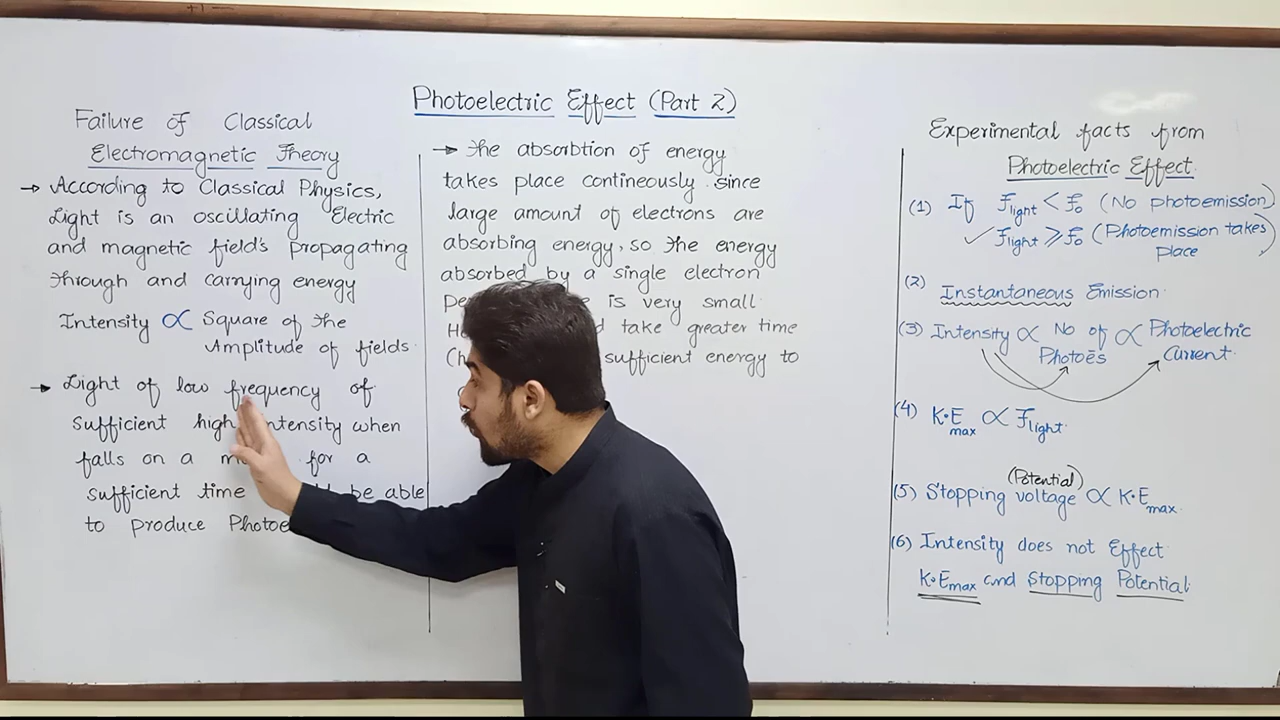 Photoelectric Effect (Part 2)
Failure of Classical
Electromagnetic Theory
→ According to Classical Physics,
Light is an oscillating Electric
and magnetic field's propagating
through and carrying energy
Intensity ∝ Square of the
Amplitude of fields
→ Light of low frequency of
Sufficient high intensity when
falls on a for a
sufficient time be able
to produce
→ The absorbtion of energy
takes place contineously. since
large amount of electrons are
absorbing energy, so the energy
absorbed by a single electron
is very small.
take greater time
sufficient energy to
Experimental facts from
Photoelectric Effect.
(1) If Flight < Fo (No photoemission)
✓ Flight ⩾ Fo (Photoemission takes
place)
(2) Instantaneous Emission.
(3) Intensity ∝ No of ∝ Photoelectric
Photoēs Current.
(4) K.Emax ∝ Flight.
(Potential)
(5) Stopping voltage ∝ K.Emax.
(6) Intensity does not Effect
K.Emax and Stopping Potential.